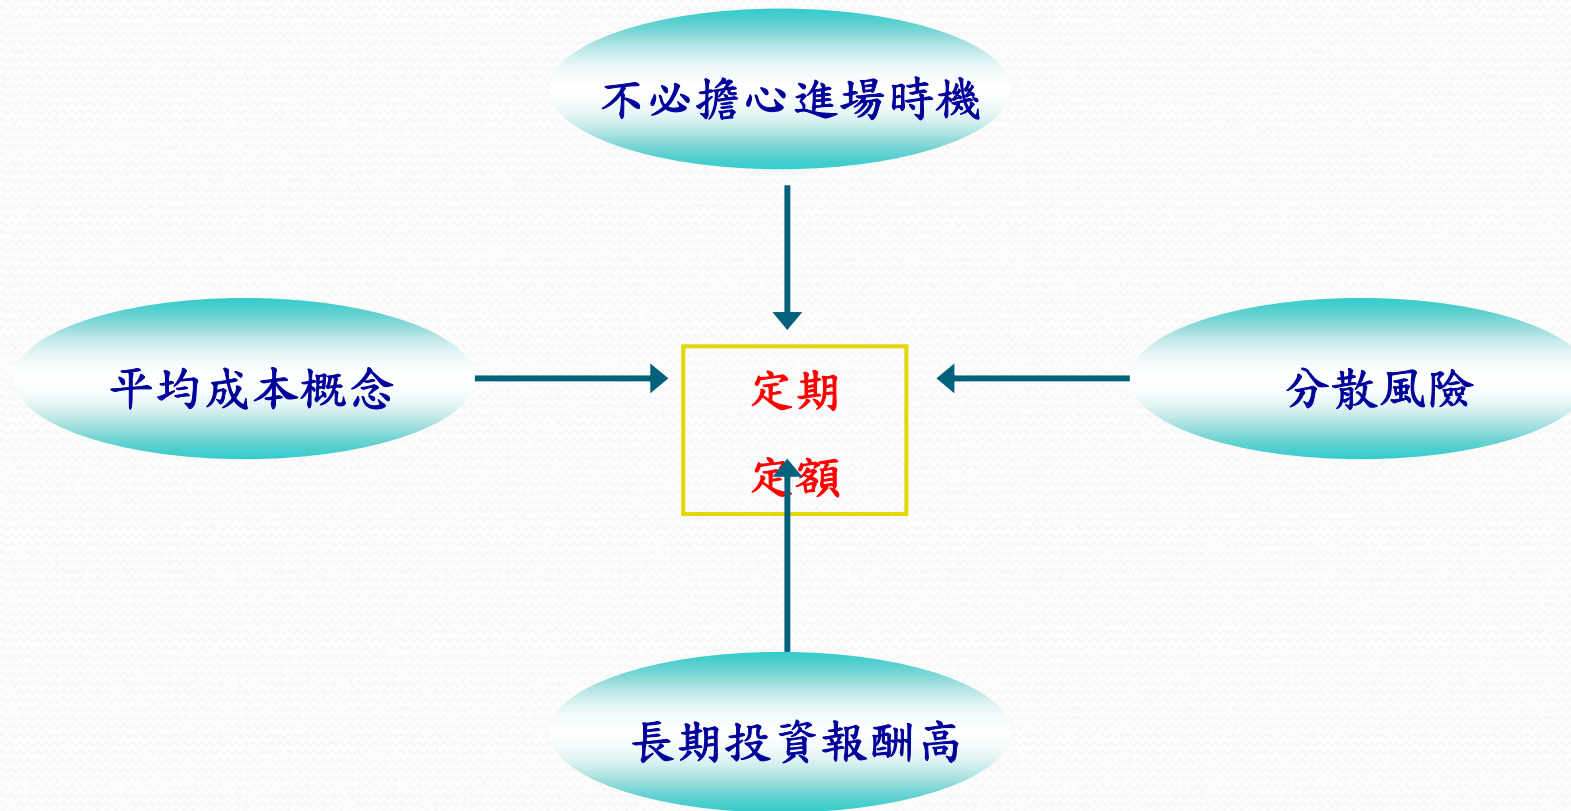 不必擔心進場時機
平均成本概念
定期
定額
分散風險
長期投資報酬高